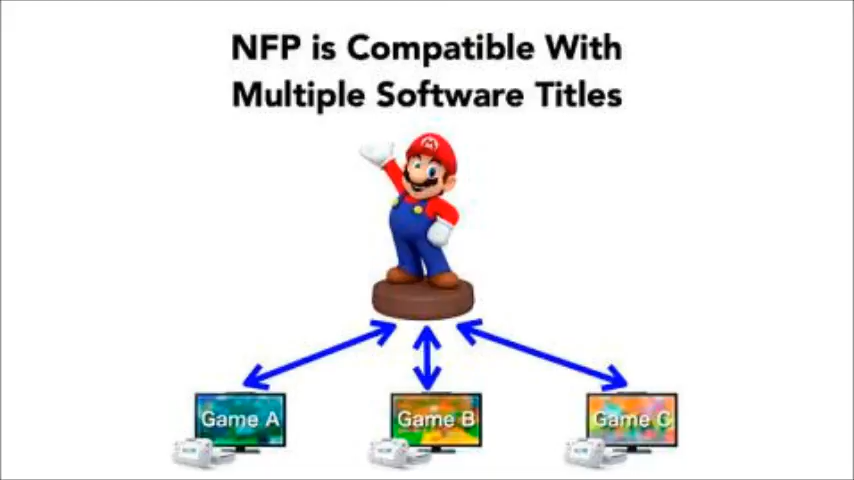 NFP is Compatible With
Multiple Software Titles
M
Game A
Game B
Game C